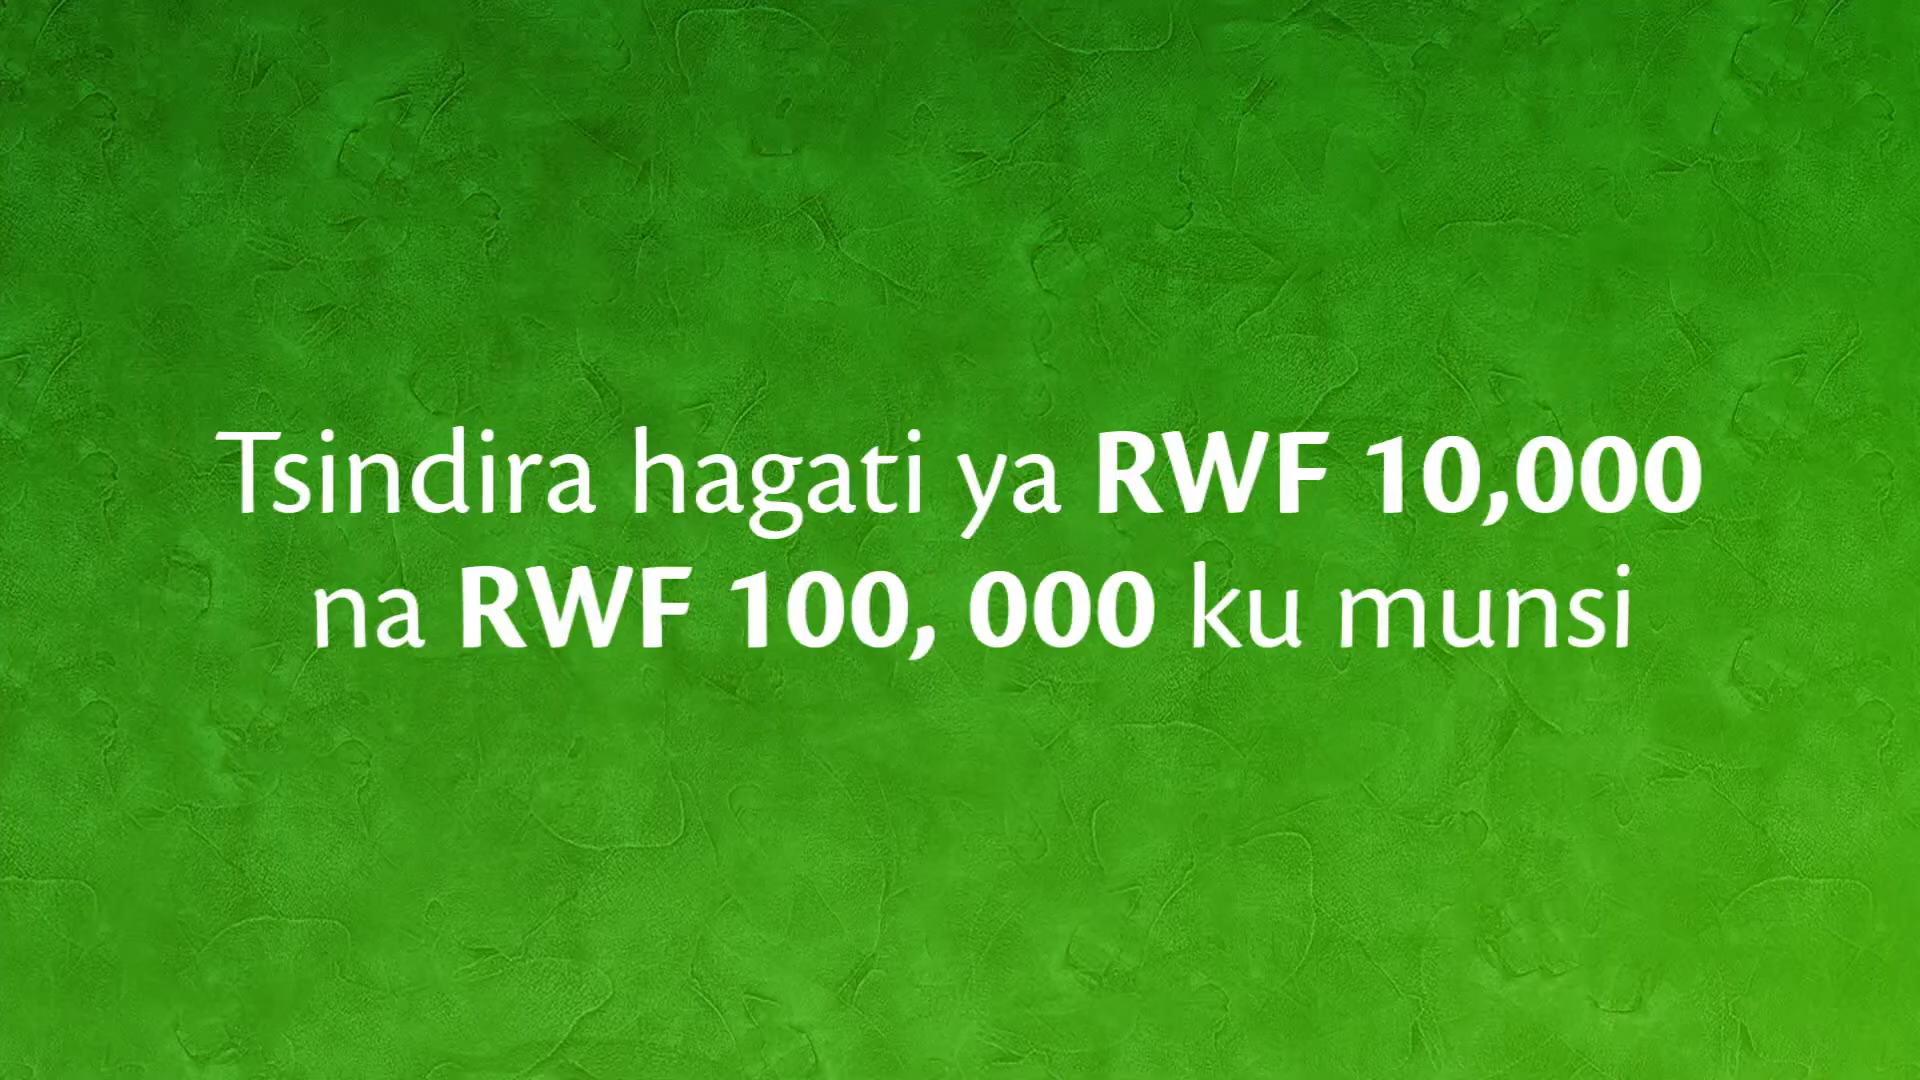 Tsindira hagati ya RWF 10,000
na RWF 100, 000 ku munsi